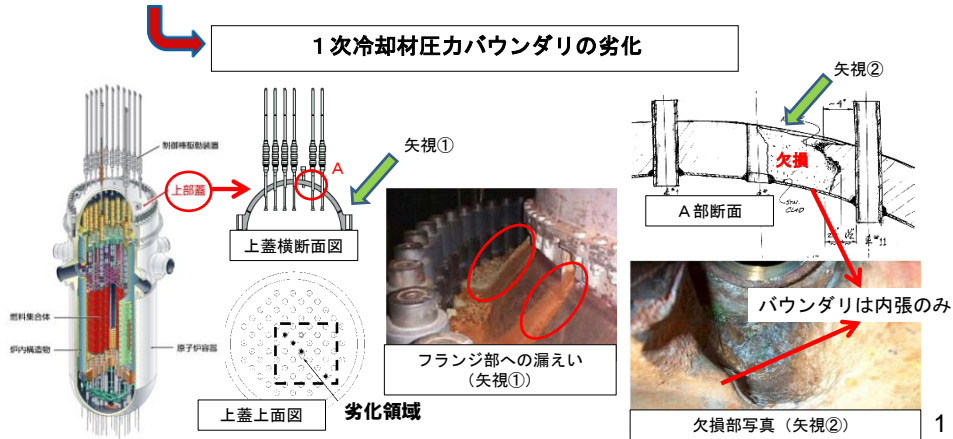 1次冷却材圧力バウンダリの劣化
制御棒駆動装置
上部蓋
燃料集合体
炉内構造物
原子炉容器
A
矢視①
上蓋横断面図
上蓋上面図
劣化領域
フランジ部への漏えい
(矢視①)
矢視②
~4"
欠損
A部断面
CLAD
#11
バウンダリは内張のみ
欠損部写真(矢視②)
1